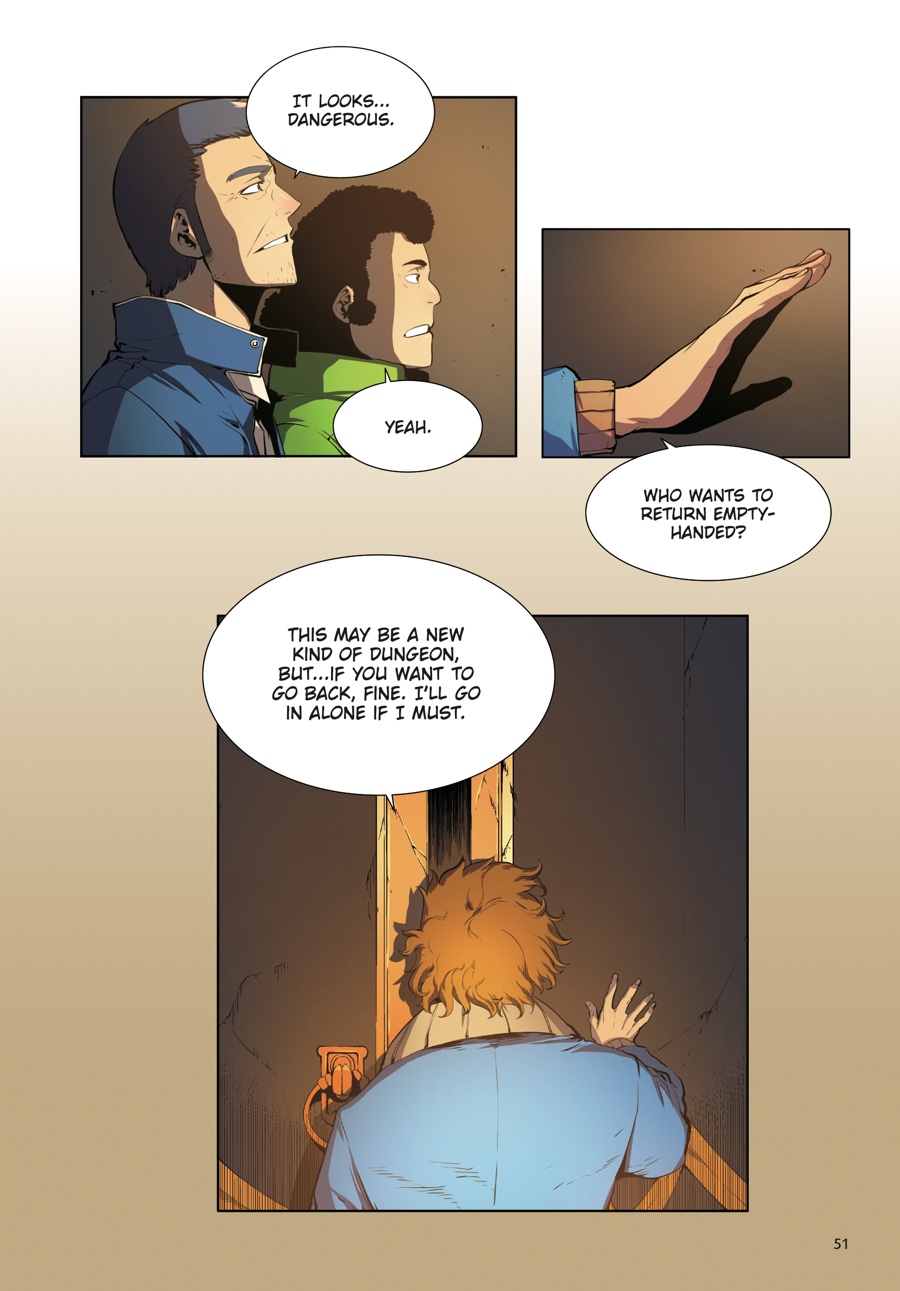 IT LOOKS...
DANGEROUS.
YEAH.
WHO WANTS TO
RETURN EMPTY-
HANDED?
THIS MAY BE A NEW
KIND OF DUNGEON,
BUT...IF YOU WANT TO
GO BACK, FINE. I'LL GO
IN ALONE IF I MUST.
51